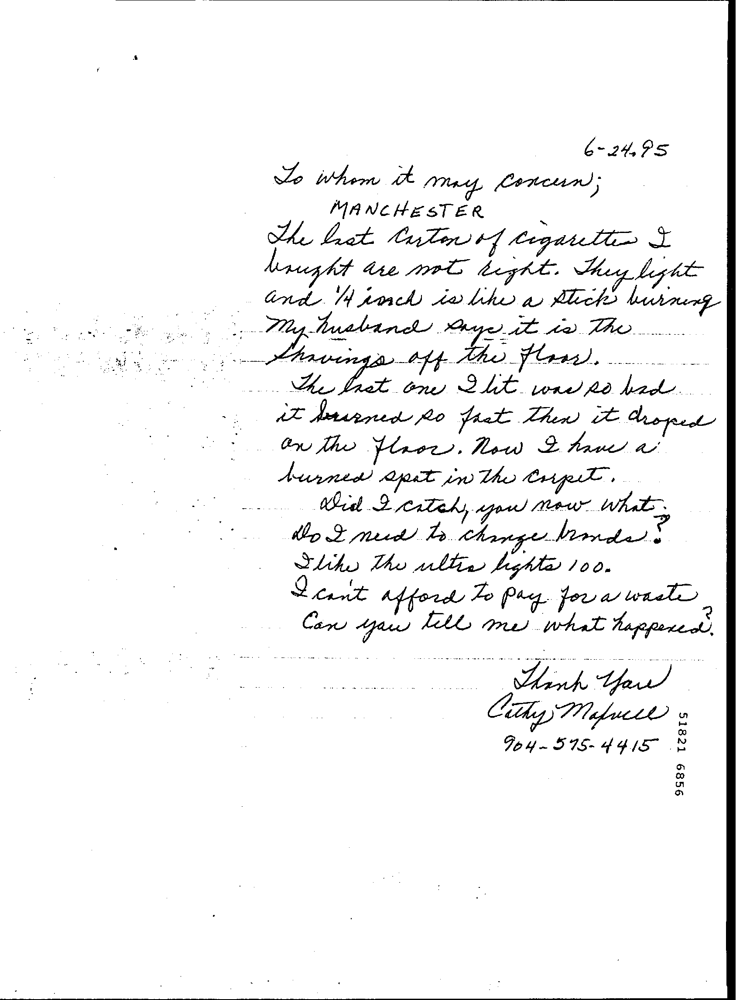 6-24.95
To whom it may concern;
MANCHESTER
The last Carton of cigarettes I
bought are not right. They light
and 1/4 inch is like a stick burning
My husband says it is the
Shavings off the floor.
The last one I lit was so bad
it burned so fast then it droped
on the floor. Now I have a
burned spot in the carpet.
Did I catch, you now what.
Do I need to change brands?
I like the ultra lights 100.
I can't afford to pay for a waste
Can you tell me what happened?
Thank You
Cathy
904-575-4415
51821 6856